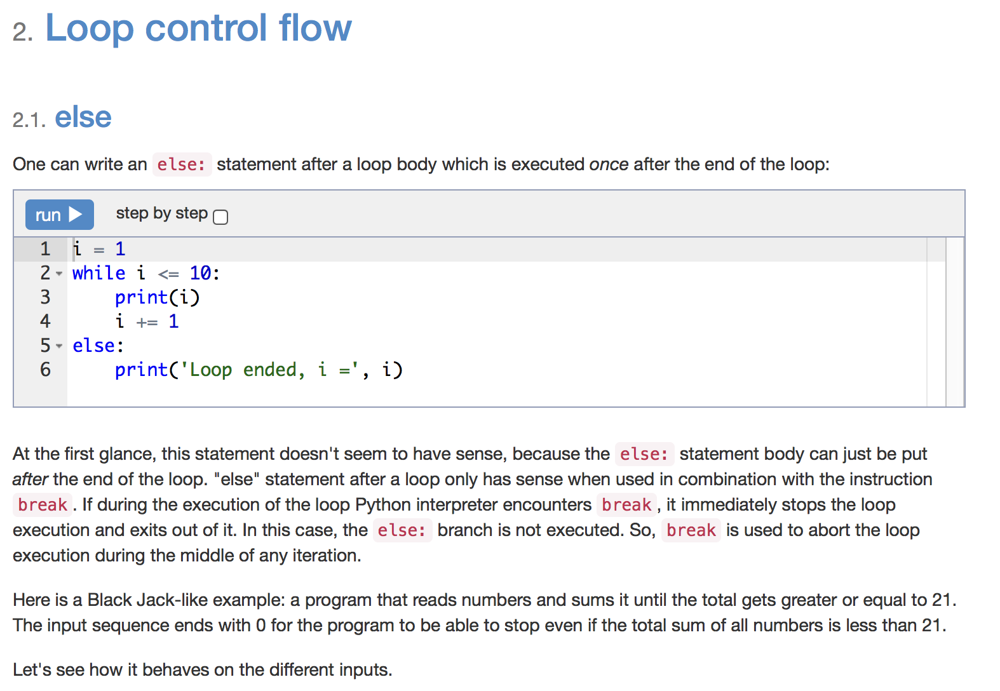 2. Loop control flow
2.1. else
One can write an else: statement after a loop body which is executed once after the end of the loop:
run step by step
1 i = 1
2 while i <= 10:
3     print(i)
4     i += 1
5 else:
6     print('Loop ended, i =', i)
At the first glance, this statement doesn't seem to have sense, because the else: statement body can just be put
after the end of the loop. "else" statement after a loop only has sense when used in combination with the instruction
break. If during the execution of the loop Python interpreter encounters break, it immediately stops the loop
execution and exits out of it. In this case, the else: branch is not executed. So, break is used to abort the loop
execution during the middle of any iteration.
Here is a Black Jack-like example: a program that reads numbers and sums it until the total gets greater or equal to 21.
The input sequence ends with 0 for the program to be able to stop even if the total sum of all numbers is less than 21.
Let's see how it behaves on the different inputs.